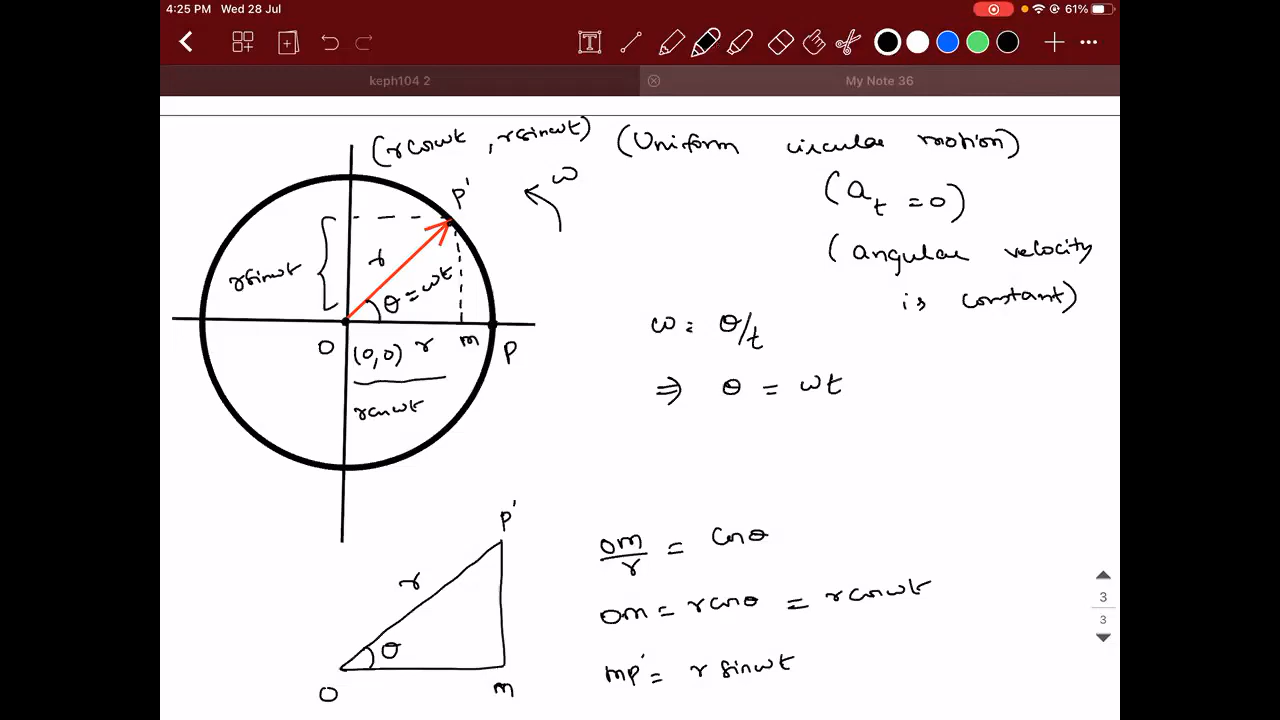 4:25 PM Wed 28 Jul
61%
keph104 2
My Note 36
(r cos ωt , r sin ωt)
(Uniform circular motion)
(a_t = 0)
(angular velocity
is constant)
ω
P'
r sin ωt
r
θ = ωt
O
(0,0)
r
m
P
r cos ωt
ω = θ/t
⇒ θ = ωt
P'
r
θ
O
m
om/r = cos θ
om = r cos θ = r cos ωt
mp' = r sin ωt
3
3